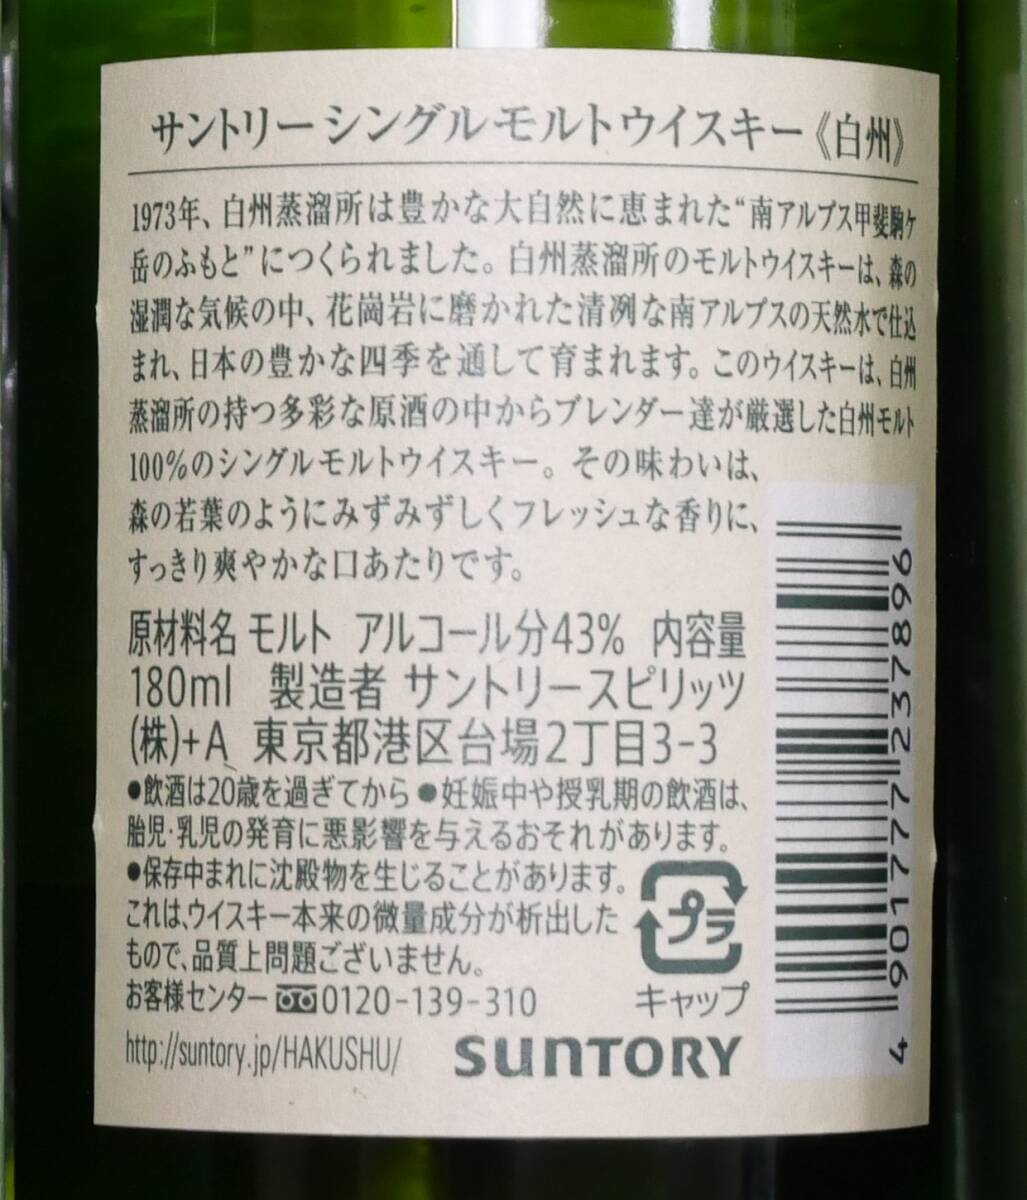 サントリーシングルモルトウイスキー《白州》
1973年、白州蒸溜所は豊かな大自然に恵まれた“南アルプス甲斐駒ケ
岳のふもと”につくられました。白州蒸溜所のモルトウイスキーは、森の
湿潤な気候の中、花崗岩に磨かれた清冽な南アルプスの天然水で仕込
まれ、日本の豊かな四季を通して育まれます。このウイスキーは、白州
蒸溜所の持つ多彩な原酒の中からブレンダー達が厳選した白州モルト
100%のシングルモルトウイスキー。その味わいは、
森の若葉のようにみずみずしくフレッシュな香りに、
すっきり爽やかな口あたりです。
原材料名 モルト アルコール分43% 内容量
180ml 製造者 サントリースピリッツ
(株)+A 東京都港区台場2丁目3-3
●飲酒は20歳を過ぎてから ●妊娠中や授乳期の飲酒は、
胎児・乳児の発育に悪影響を与えるおそれがあります。
●保存中まれに沈殿物を生じることがあります。
これは、ウイスキー本来の微量成分が析出した
もので、品質上問題ございません。
お客様センター 0120-139-310
http://suntory.jp/HAKUSHU/
プラ
キャップ
SUNTORY
4 901777 237896